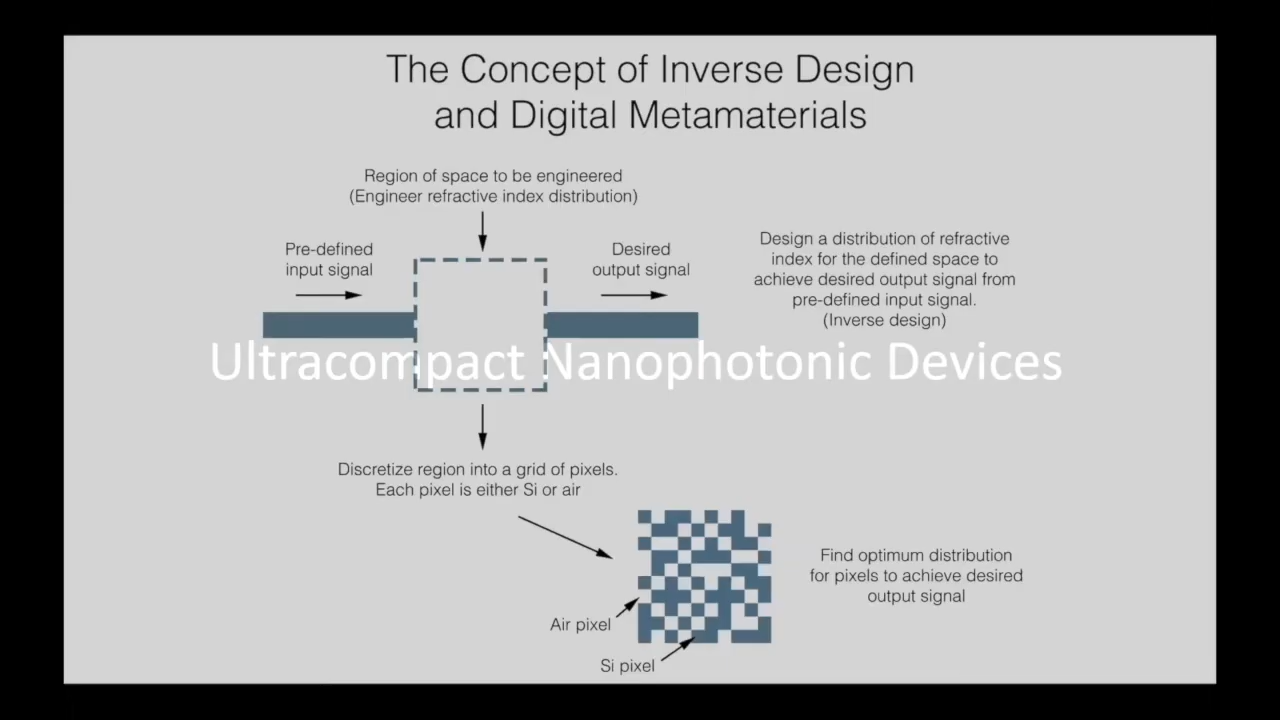 The Concept of Inverse Design
and Digital Metamaterials
Region of space to be engineered
(Engineer refractive index distribution)
Pre-defined
input signal
Desired
output signal
Design a distribution of refractive
index for the defined space to
achieve desired output signal from
pre-defined input signal.
(Inverse design)
Ultracompact Nanophotonic Devices
Discretize region into a grid of pixels.
Each pixel is either Si or air
Find optimum distribution
for pixels to achieve desired
output signal
Air pixel
Si pixel